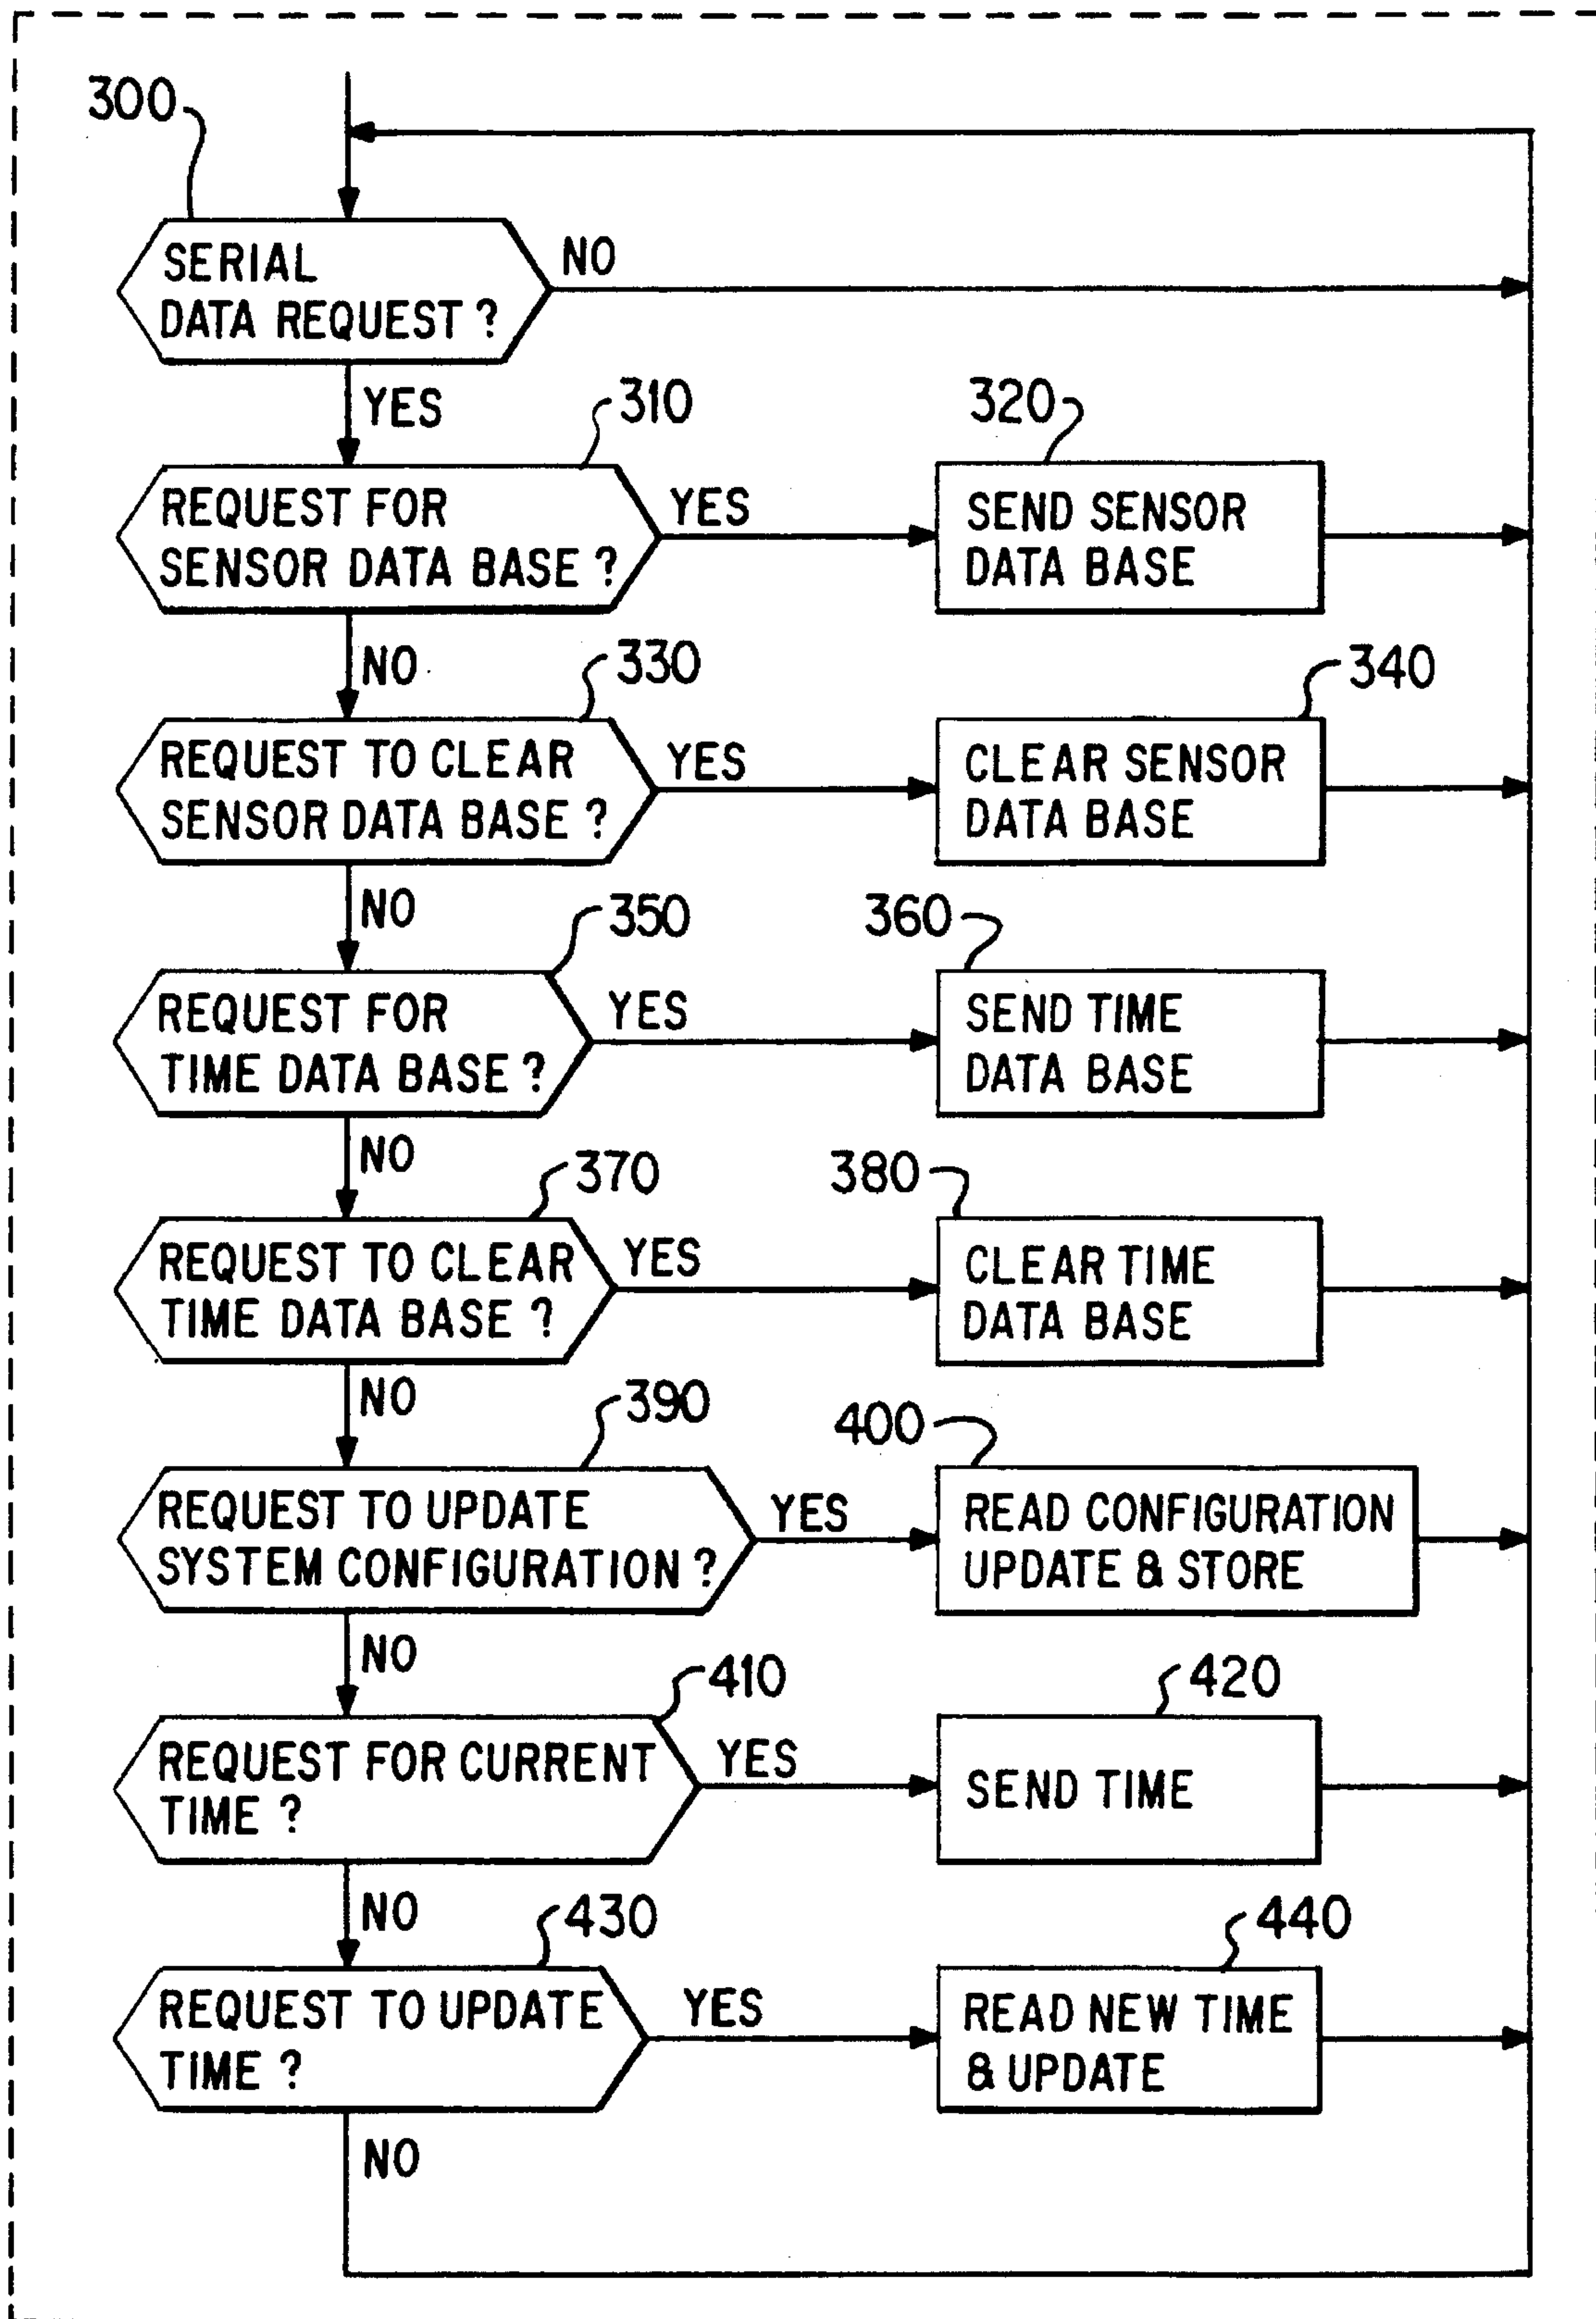 300
SERIAL
DATA REQUEST ?
NO
YES
310
REQUEST FOR
SENSOR DATA BASE ?
YES
320
SEND SENSOR
DATA BASE
NO
330
REQUEST TO CLEAR
SENSOR DATA BASE ?
YES
340
CLEAR SENSOR
DATA BASE
NO
350
REQUEST FOR
TIME DATA BASE ?
YES
360
SEND TIME
DATA BASE
NO
370
REQUEST TO CLEAR
TIME DATA BASE ?
YES
380
CLEAR TIME
DATA BASE
NO
390
REQUEST TO UPDATE
SYSTEM CONFIGURATION ?
YES
400
READ CONFIGURATION
UPDATE & STORE
NO
410
REQUEST FOR CURRENT
TIME ?
YES
420
SEND TIME
NO
430
REQUEST TO UPDATE
TIME ?
YES
440
READ NEW TIME
& UPDATE
NO